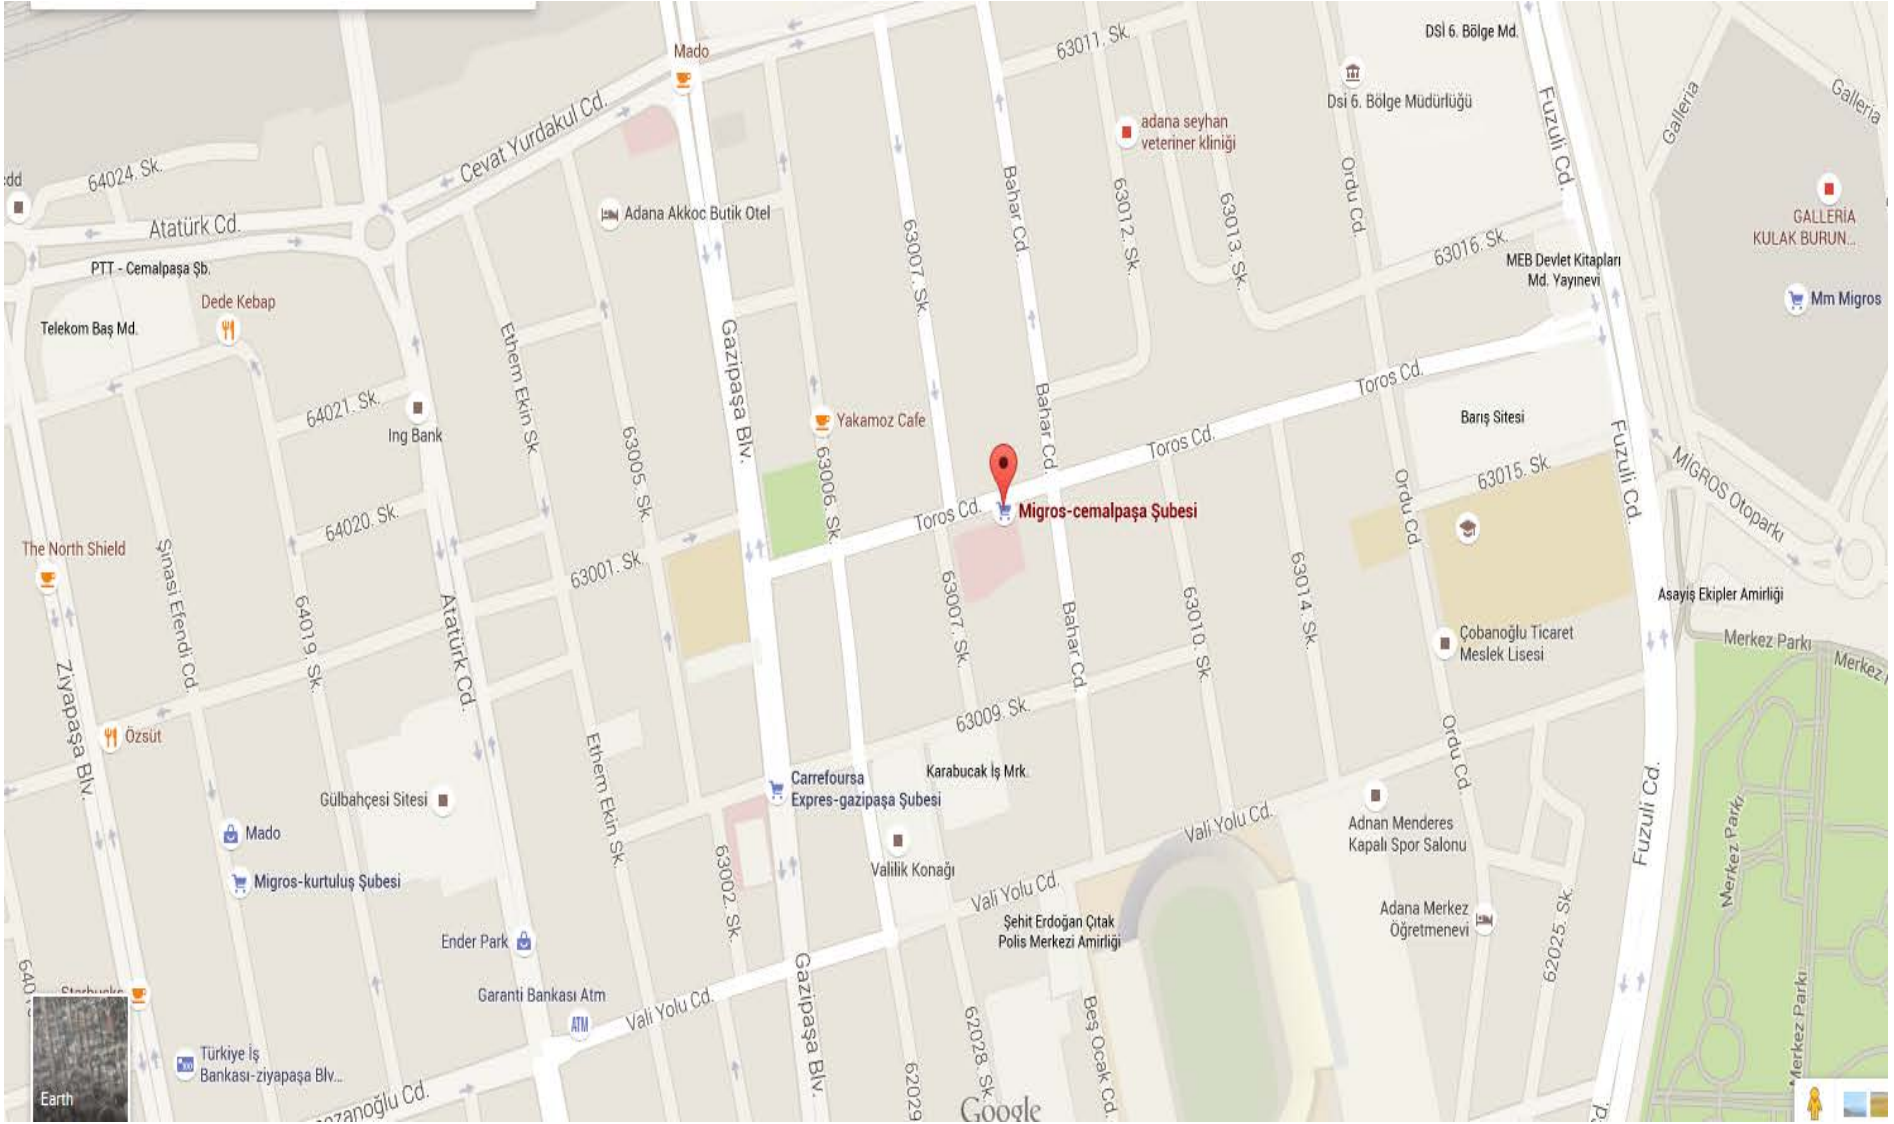 Mado
63011. Sk.
DSİ 6. Bölge Md.
Dsi 6. Bölge Müdürlüğü
Fuzuli Cd.
Galleria
Galleria
Cevat Yurdakul Cd.
adana seyhan
veteriner kliniği
64024. Sk.
Atatürk Cd.
Adana Akkoc Butik Otel
Bahar Cd.
63012. Sk.
63013. Sk.
Ordu Cd.
63016. Sk.
GALLERİA
KULAK BURUN...
PTT - Cemalpaşa Şb.
MEB Devlet Kitapları
Md. Yayınevi
Mm Migros
Dede Kebap
Telekom Baş Md.
63007. Sk.
Ethem Ekin Sk
Gazipaşa Blv.
Bahar Cd.
Toros Cd.
64021. Sk.
Ing Bank
Yakamoz Cafe
Barış Sitesi
Toros Cd.
63005. Sk.
63006. Sk.
Fuzuli Cd.
MİGROS Otoparkı
63015. Sk.
Ordu Cd.
Toros Cd.
Migros-cemalpaşa Şubesi
64020. Sk.
The North Shield
Şinasi Efendi Cd.
63001. Sk.
64019. Sk.
Atatürk Cd.
63007. Sk.
Bahar Cd.
63010. Sk.
63014. Sk.
Asayiş Ekipler Amirliği
Çobanoğlu Ticaret
Meslek Lisesi
Merkez Parkı
Merkez
Ziyapaşa Blv.
Özsüt
63009. Sk.
Ordu Cd.
Ethem Ekin Sk.
Karabucak İş Mrk.
Carrefoursa
Expres-gazipaşa Şubesi
Gülbahçesi Sitesi
Fuzuli Cd.
Merkez Parkı
Mado
Vali Yolu Cd.
Adnan Menderes
Kapalı Spor Salonu
Migros-kurtuluş Şubesi
Valilik Konağı
63002. Sk.
Vali Yolu Cd.
Adana Merkez
Öğretmenevi
Şehit Erdoğan Çıtak
Polis Merkezi Amirliği
Ender Park
62025. Sk.
Starbucks
Garanti Bankası Atm
ATM
Vali Yolu Cd.
Gazipaşa Blv.
62028. Sk.
Beş Ocak Cd.
Merkez Parkı
Türkiye İş
Bankası-ziyapaşa Blv...
62029
Earth
Google